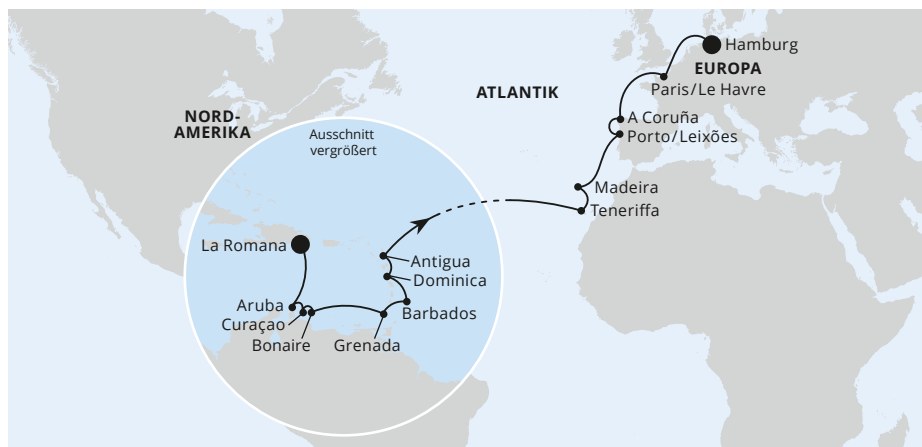 Hamburg
EUROPA
Paris/Le Havre
ATLANTIK
NORD-
AMERIKA
A Coruña
Porto/Leixões
Ausschnitt
vergrößert
Madeira
Teneriffa
La Romana
Antigua
Dominica
Aruba
Barbados
Curaçao
Bonaire
Grenada